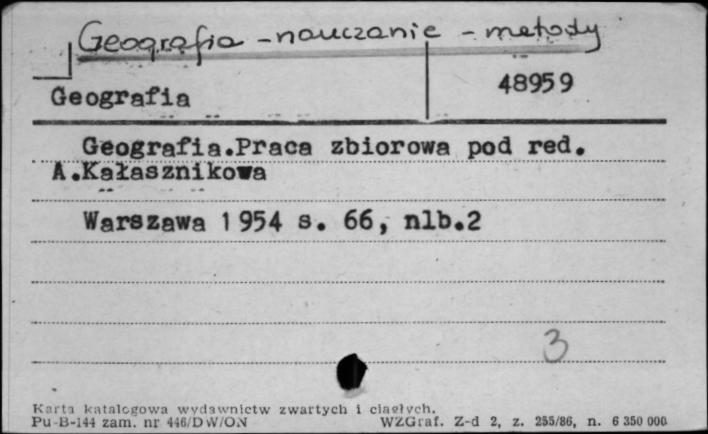 Geografia - nauczanie - metody
Geografia 48959
Geografia.Praca zbiorowa pod red.
A.Kałasznikowa
Warszawa 1954 s. 66, nlb.2
3
Karta katalogowa wydawnictw zwartych i ciągłych.
Pu-B-144 zam. nr 446/DW/ON WZGraf. Z-d 2, z. 255/86, n. 6 350 000